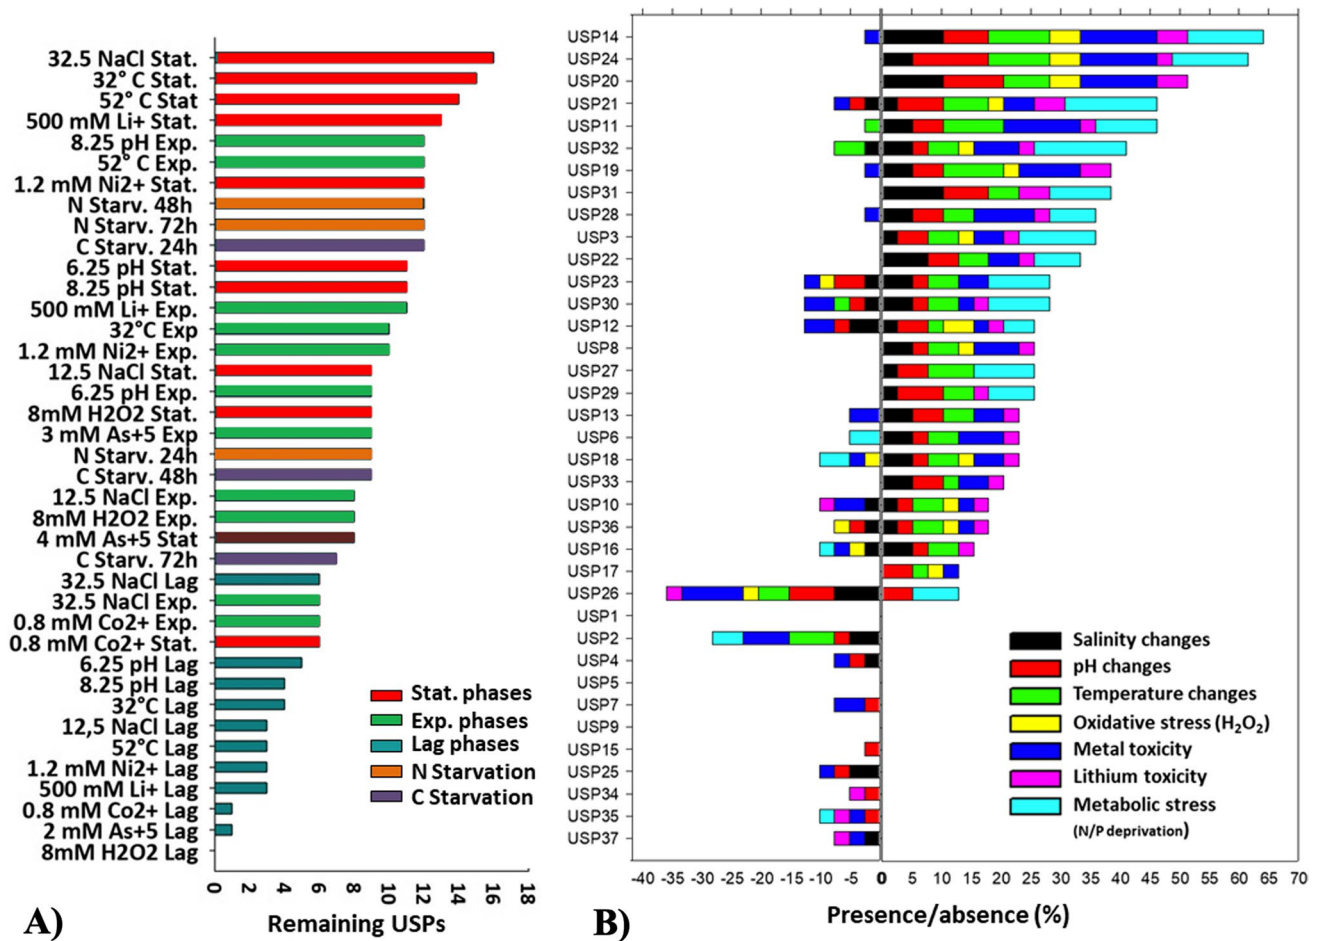 32.5 NaCl Stat.
32° C Stat.
52° C Stat
500 mM Li+ Stat.
8.25 pH Exp.
52° C Exp.
1.2 mM Ni2+ Stat.
N Starv. 48h
N Starv. 72h
C Starv. 24h
6.25 pH Stat.
8.25 pH Stat.
500 mM Li+ Exp.
32°C Exp
1.2 mM Ni2+ Exp.
12.5 NaCl Stat.
6.25 pH Exp.
8mM H2O2 Stat.
3 mM As+5 Exp
N Starv. 24h
C Starv. 48h
12.5 NaCl Exp.
8mM H2O2 Exp.
4 mM As+5 Stat
C Starv. 72h
32.5 NaCl Lag
32.5 NaCl Exp.
0.8 mM Co2+ Exp.
0.8 mM Co2+ Stat.
6.25 pH Lag
8.25 pH Lag
32°C Lag
12,5 NaCl Lag
52°C Lag
1.2 mM Ni2+ Lag
500 mM Li+ Lag
0.8 mM Co2+ Lag
2 mM As+5 Lag
8mM H2O2 Lag
Stat. phases
Exp. phases
Lag phases
N Starvation
C Starvation
0 2 4 6 8 10 12 14 16 18
Remaining USPs
A)
USP14
USP24
USP20
USP21
USP11
USP32
USP19
USP31
USP28
USP3
USP22
USP23
USP30
USP12
USP8
USP27
USP29
USP13
USP6
USP18
USP33
USP10
USP36
USP16
USP17
USP26
USP1
USP2
USP4
USP5
USP7
USP9
USP15
USP25
USP34
USP35
USP37
Salinity changes
pH changes
Temperature changes
Oxidative stress (H₂O₂)
Metal toxicity
Lithium toxicity
Metabolic stress
(N/P deprivation)
-40 -35 -30 -25 -20 -15 -10 -5 0 5 10 15 20 25 30 35 40 45 50 55 60 65 70
Presence/absence (%)
B)